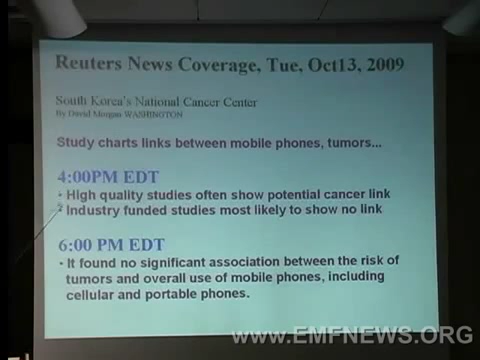 Reuters News Coverage, Tue, Oct13, 2009
South Korea's National Cancer Center
By David Morgan WASHINGTON
Study charts links between mobile phones, tumors...
4:00PM EDT
• High quality studies often show potential cancer link
• Industry funded studies most likely to show no link
6:00 PM EDT
• It found no significant association between the risk of
tumors and overall use of mobile phones, including
cellular and portable phones.
www.EMFNEWS.ORG